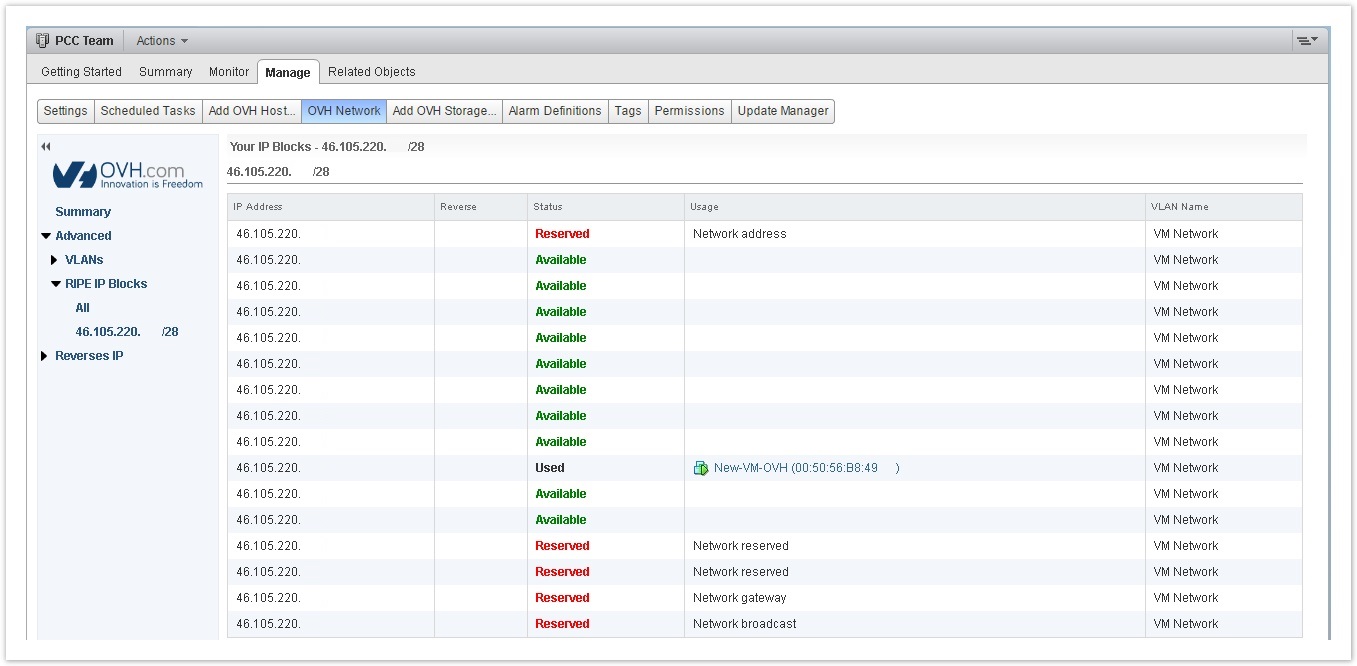 PCC Team Actions
Getting Started Summary Monitor Manage Related Objects
Settings Scheduled Tasks Add OVH Host... OVH Network Add OVH Storage... Alarm Definitions Tags Permissions Update Manager
OVH.com
Innovation is Freedom
Summary
Advanced
VLANs
RIPE IP Blocks
All
46.105.220. /28
Reverses IP
Your IP Blocks - 46.105.220. /28
46.105.220. /28
IP Address Reverse Status Usage VLAN Name
46.105.220. Reserved Network address VM Network
46.105.220. Available VM Network
46.105.220. Available VM Network
46.105.220. Available VM Network
46.105.220. Available VM Network
46.105.220. Available VM Network
46.105.220. Available VM Network
46.105.220. Available VM Network
46.105.220. Available VM Network
46.105.220. Used New-VM-OVH (00:50:56:B8:49 ) VM Network
46.105.220. Available VM Network
46.105.220. Available VM Network
46.105.220. Reserved Network reserved VM Network
46.105.220. Reserved Network reserved VM Network
46.105.220. Reserved Network gateway VM Network
46.105.220. Reserved Network broadcast VM Network